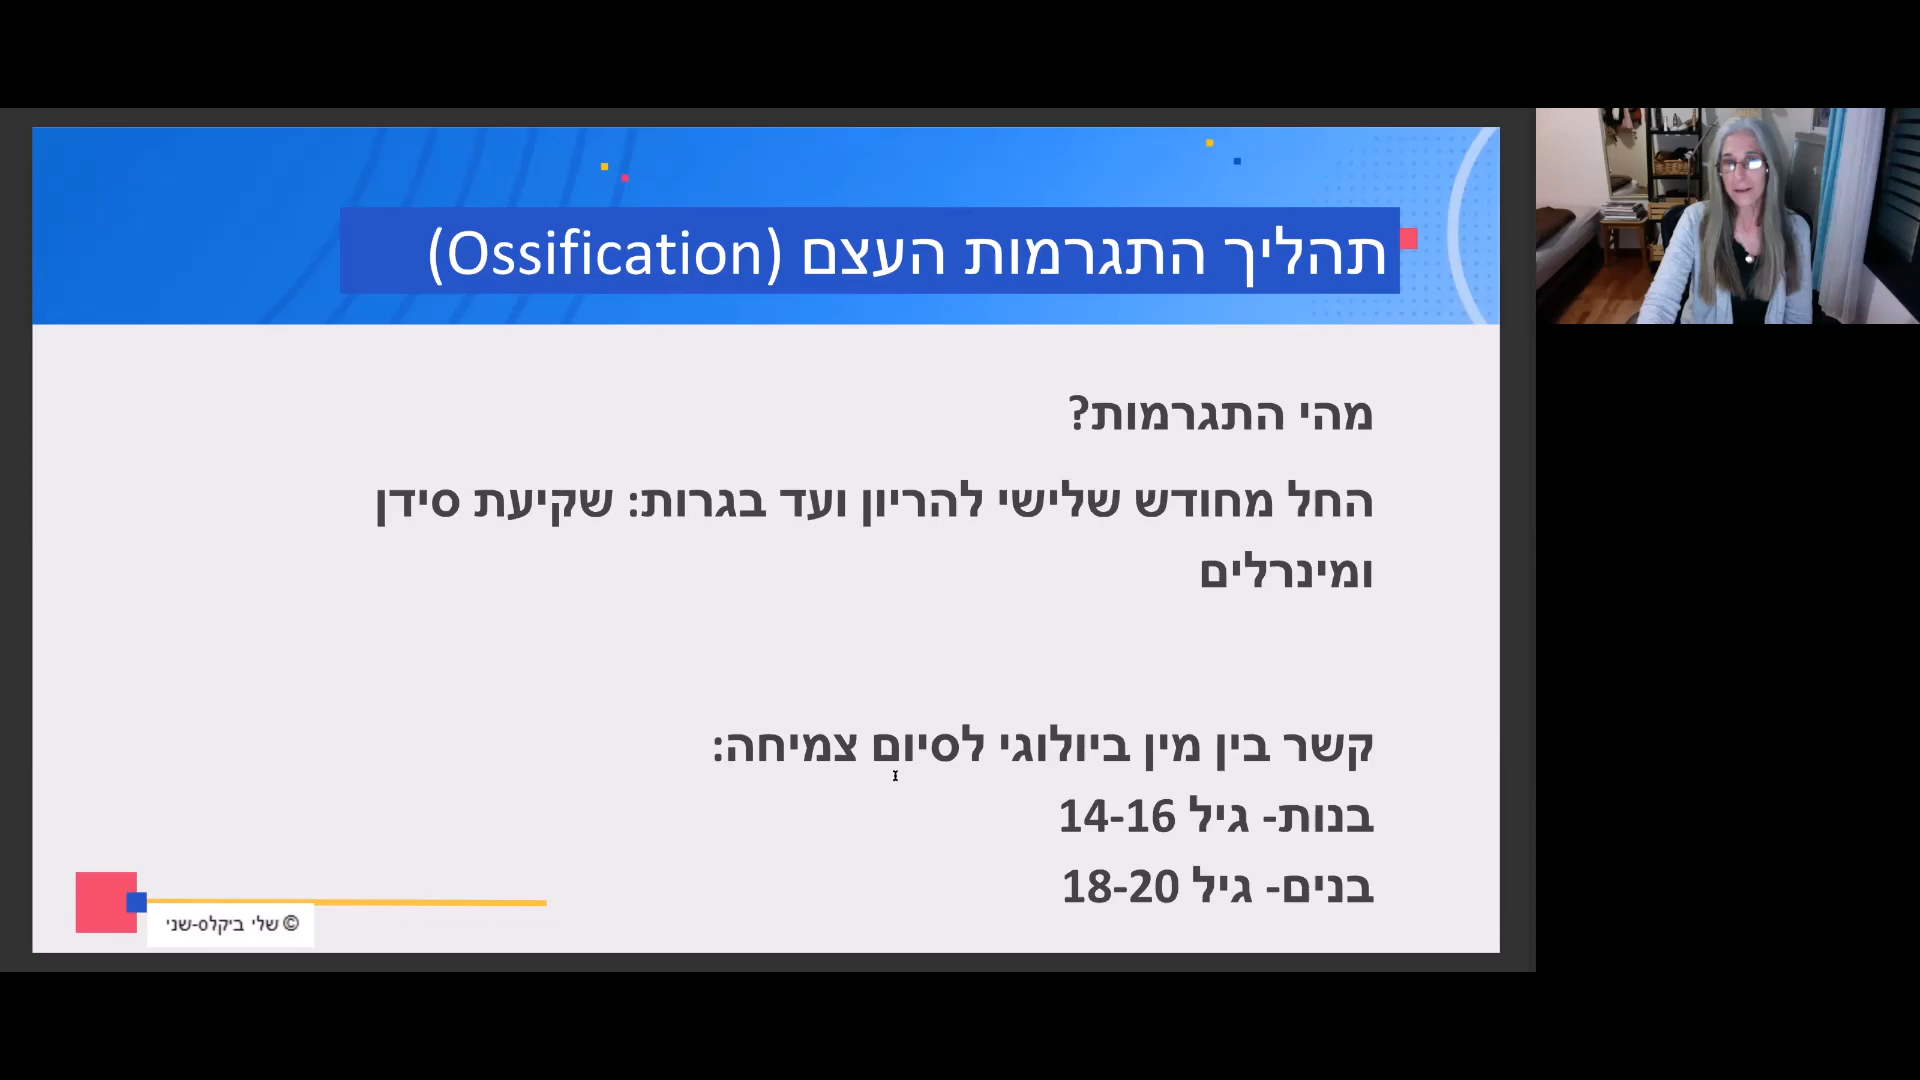 תהליך התגרמות העצם (Ossification)
מהי התגרמות?
החל מחודש שלישי להריון ועד בגרות: שקיעת סידן
ומינרלים
קשר בין מין ביולוגי לסיום צמיחה:
בנות- גיל 14-16
בנים- גיל 18-20
© שלי ביקלס-שני